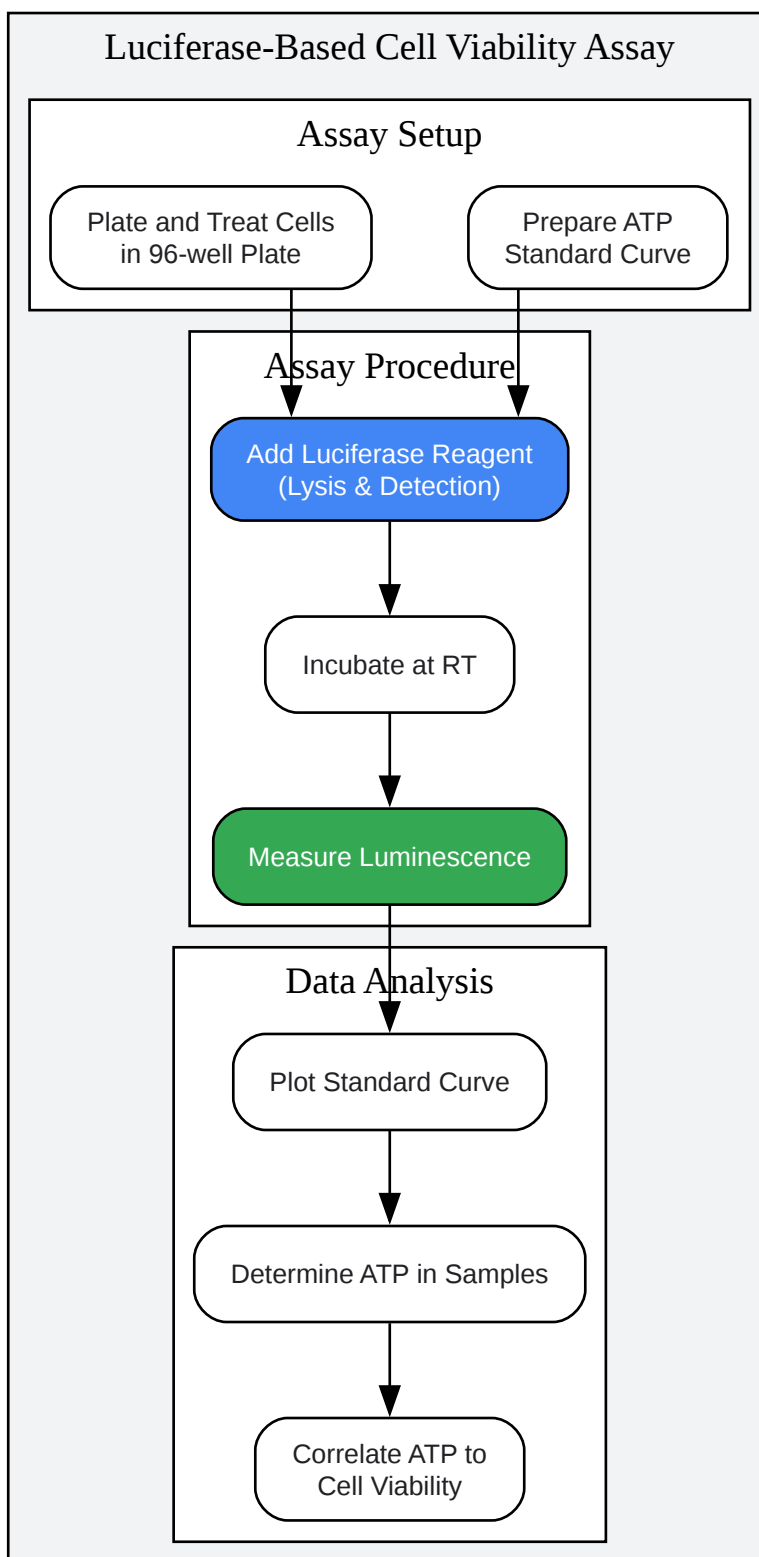 Luciferase-Based Cell Viability Assay
Assay Setup
Plate and Treat Cells
in 96-well Plate
Prepare ATP
Standard Curve
Assay Procedure
Add Luciferase Reagent
(Lysis & Detection)
Incubate at RT
Measure Luminescence
Data Analysis
Plot Standard Curve
Determine ATP in Samples
Correlate ATP to
Cell Viability